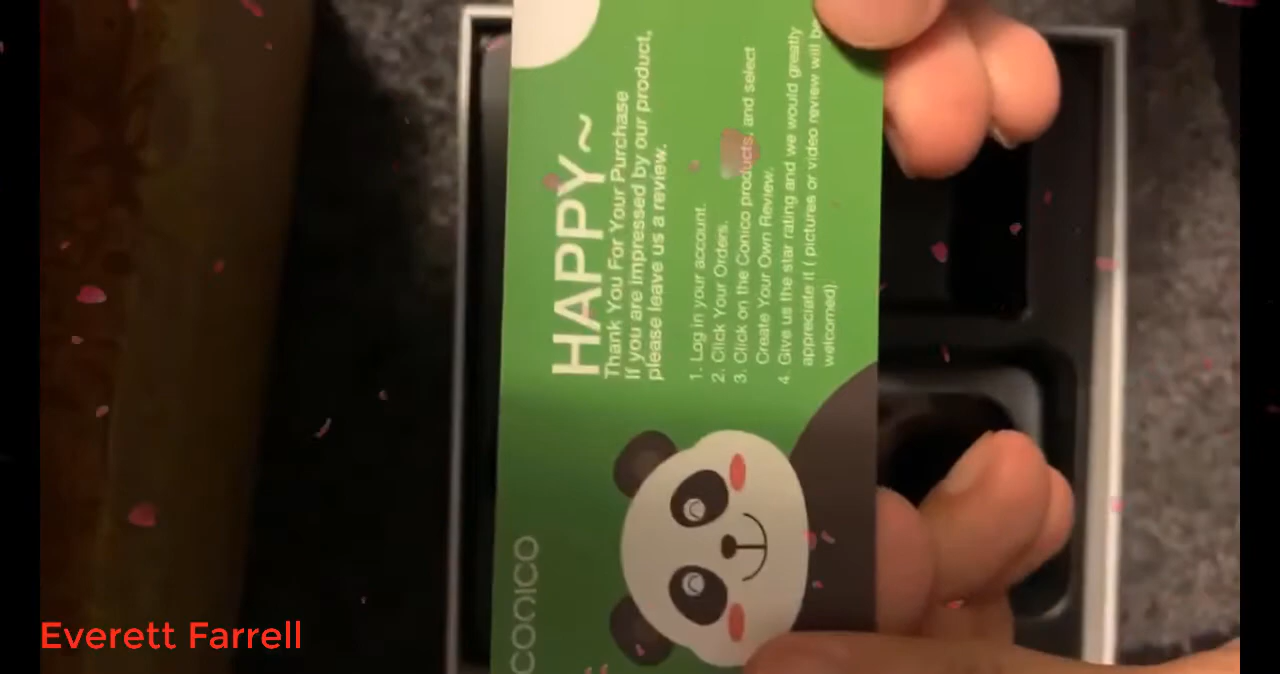 HAPPY~
Thank You For Your Purchase
If you are impressed by our product,
please leave us a review.
1. Log in your account.
2. Click Your Orders.
3. Click on the Conico products, and select
Create Your Own Review.
4. Give us the star rating and we would greatly
appreciate it ( pictures or video review will be
welcomed).
conico
Everett Farrell